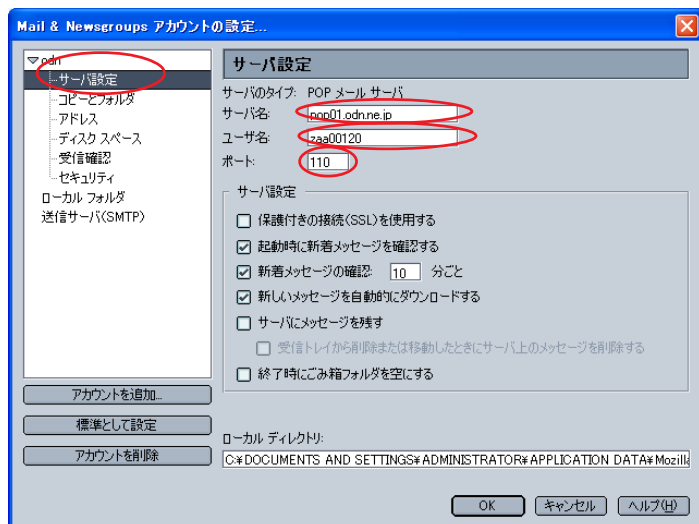 Mail & Newsgroups アカウントの設定...
odn
サーバ設定
コピーとフォルダ
アドレス
ディスク スペース
受信確認
セキュリティ
ローカル フォルダ
送信サーバ(SMTP)
アカウントを追加...
標準として設定
アカウントを削除
サーバ設定
サーバのタイプ: POP メール サーバ
サーバ名: pop01.odn.ne.jp
ユーザ名: zaa00120
ポート: 110
サーバ設定
保護付きの接続(SSL)を使用する
起動時に新着メッセージを確認する
新着メッセージの確認: 10 分ごと
新しいメッセージを自動的にダウンロードする
サーバにメッセージを残す
受信トレイから削除または移動したときにサーバ上のメッセージを削除する
終了時にごみ箱フォルダを空にする
ローカル ディレクトリ:
C:¥DOCUMENTS AND SETTINGS¥ADMINISTRATOR¥APPLICATION DATA¥Mozilla
OK キャンセル ヘルプ(H)